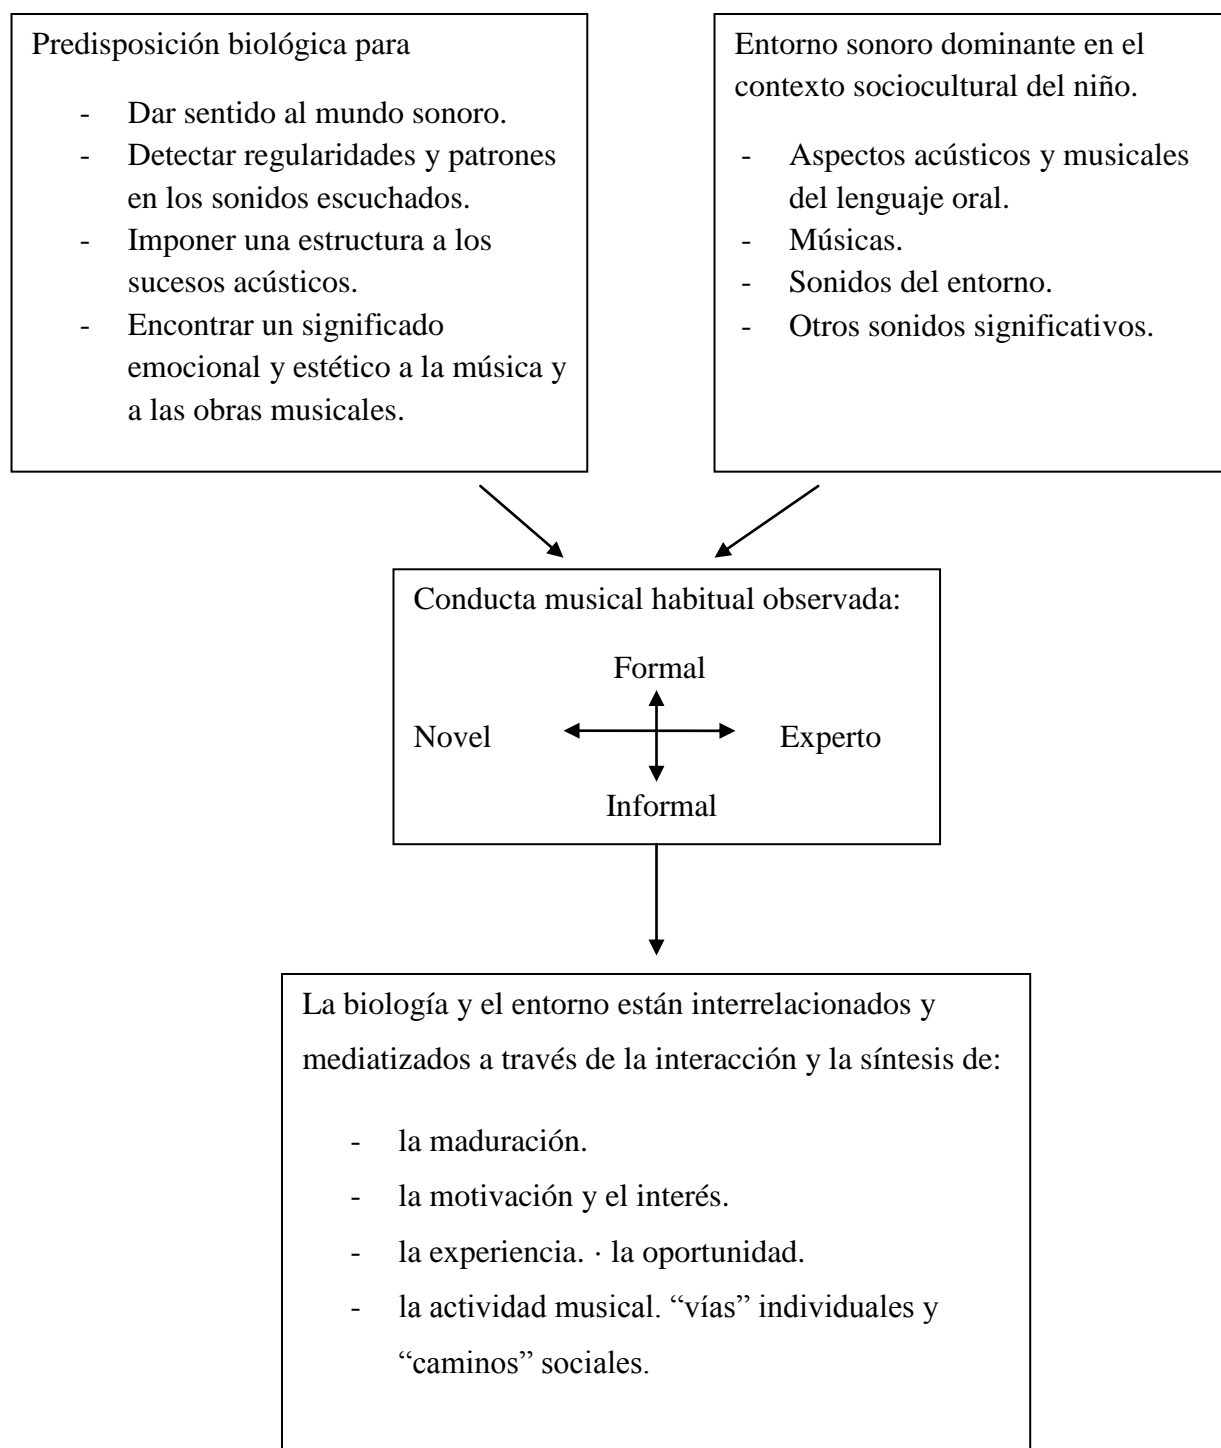 Predisposición biológica para
- Dar sentido al mundo sonoro.
- Detectar regularidades y patrones
en los sonidos escuchados.
- Imponer una estructura a los
sucesos acústicos.
- Encontrar un significado
emocional y estético a la música y
a las obras musicales.
Entorno sonoro dominante en el
contexto sociocultural del niño.
- Aspectos acústicos y musicales
del lenguaje oral.
- Músicas.
- Sonidos del entorno.
- Otros sonidos significativos.
Conducta musical habitual observada:
Formal
Novel Experto
Informal
La biología y el entorno están interrelacionados y
mediatizados a través de la interacción y la síntesis de:
- la maduración.
- la motivación y el interés.
- la experiencia. · la oportunidad.
- la actividad musical. “vías” individuales y
“caminos” sociales.